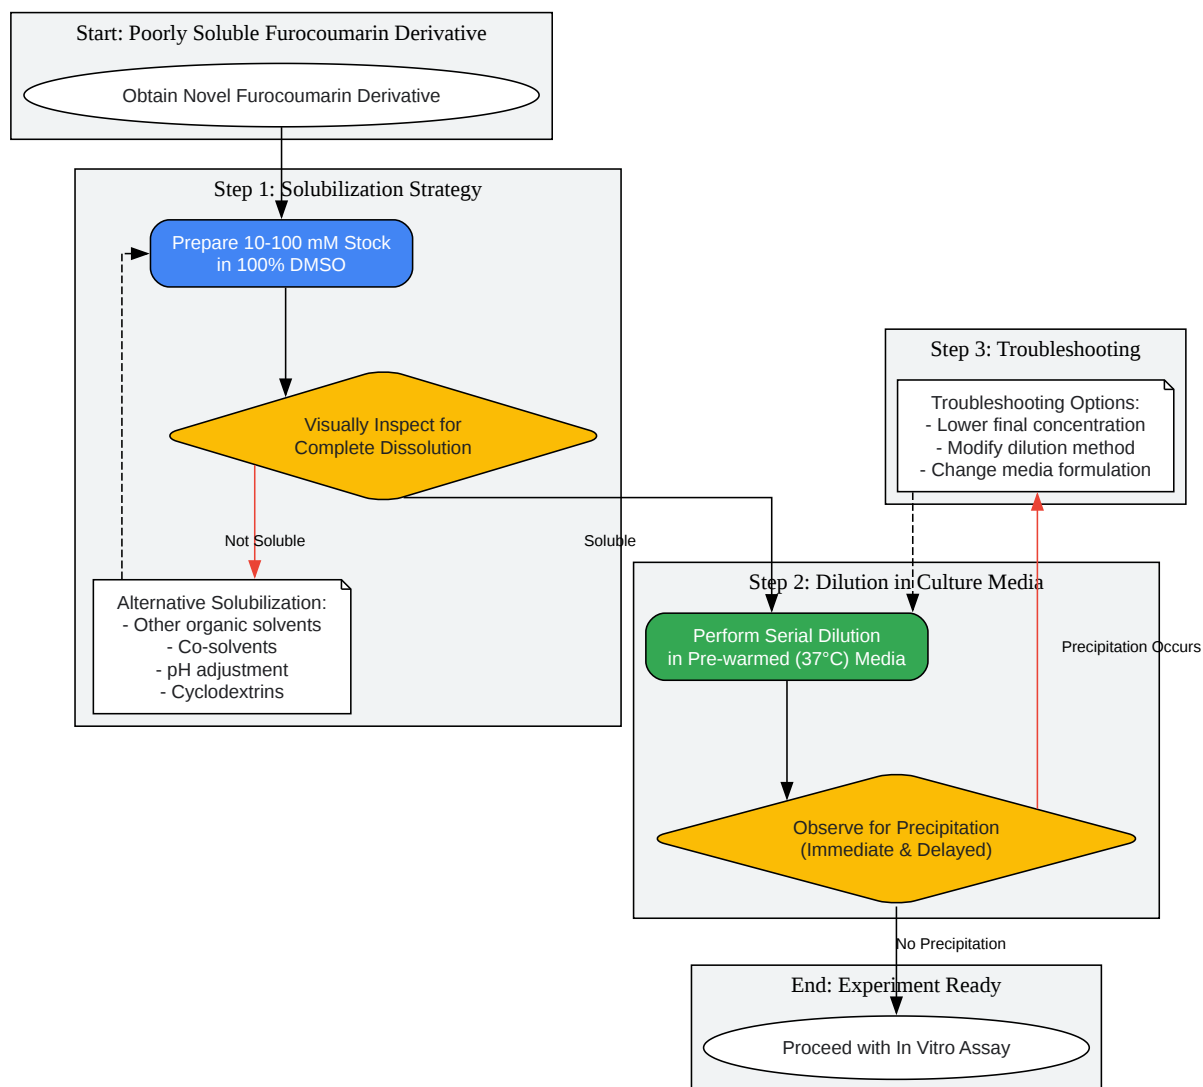 Start: Poorly Soluble Furocoumarin Derivative
Obtain Novel Furocoumarin Derivative
Step 1: Solubilization Strategy
Prepare 10-100 mM Stock
in 100% DMSO
Visually Inspect for
Complete Dissolution
Not Soluble
Soluble
Alternative Solubilization:
- Other organic solvents
- Co-solvents
- pH adjustment
- Cyclodextrins
Step 3: Troubleshooting
Troubleshooting Options:
- Lower final concentration
- Modify dilution method
- Change media formulation
Step 2: Dilution in Culture Media
Perform Serial Dilution
in Pre-warmed (37°C) Media
Precipitation Occurs
Observe for Precipitation
(Immediate & Delayed)
No Precipitation
End: Experiment Ready
Proceed with In Vitro Assay